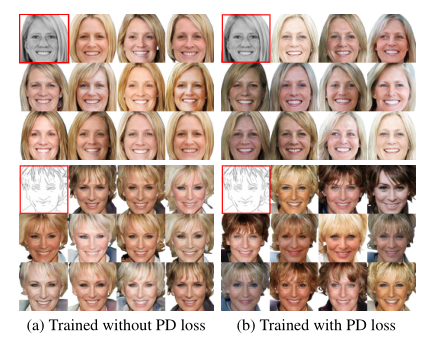 (a) Trained without PD loss
(b) Trained with PD loss